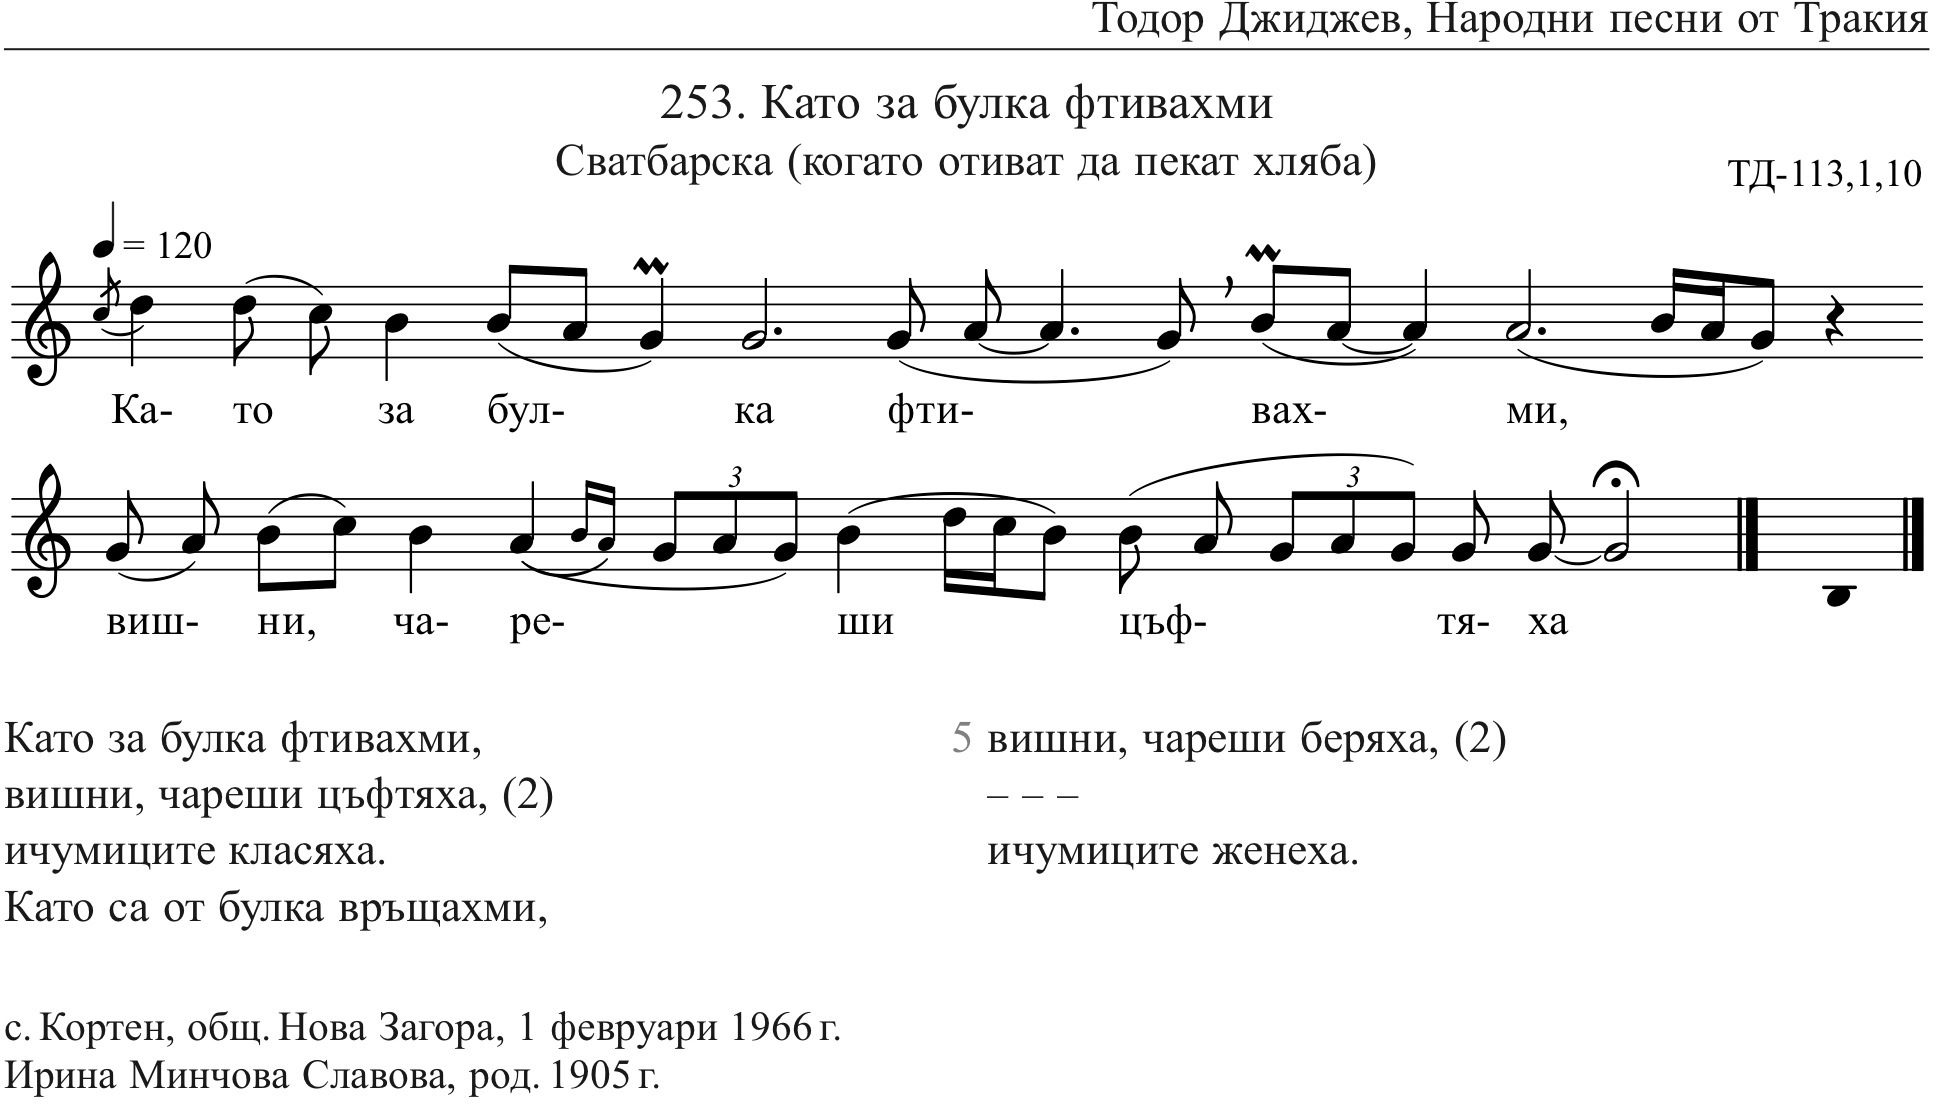 Тодор Джиджев, Народни песни от Тракия
253. Като за булка фтивахми
Сватбарска (когато отиват да пекат хляба)
ТД-113,1,10
= 120
Ка- то за бул- ка фти- вах- ми,
3 3
виш- ни, ча- ре- ши цъф- тя- ха
Като за булка фтивахми,
вишни, чареши цъфтяха, (2)
ичумиците класяха.
Като са от булка връщахми,
5 вишни, чареши беряха, (2)
– – –
ичумиците женеха.
с. Кортен, общ. Нова Загора, 1 февруари 1966 г.
Ирина Минчова Славова, род. 1905 г.